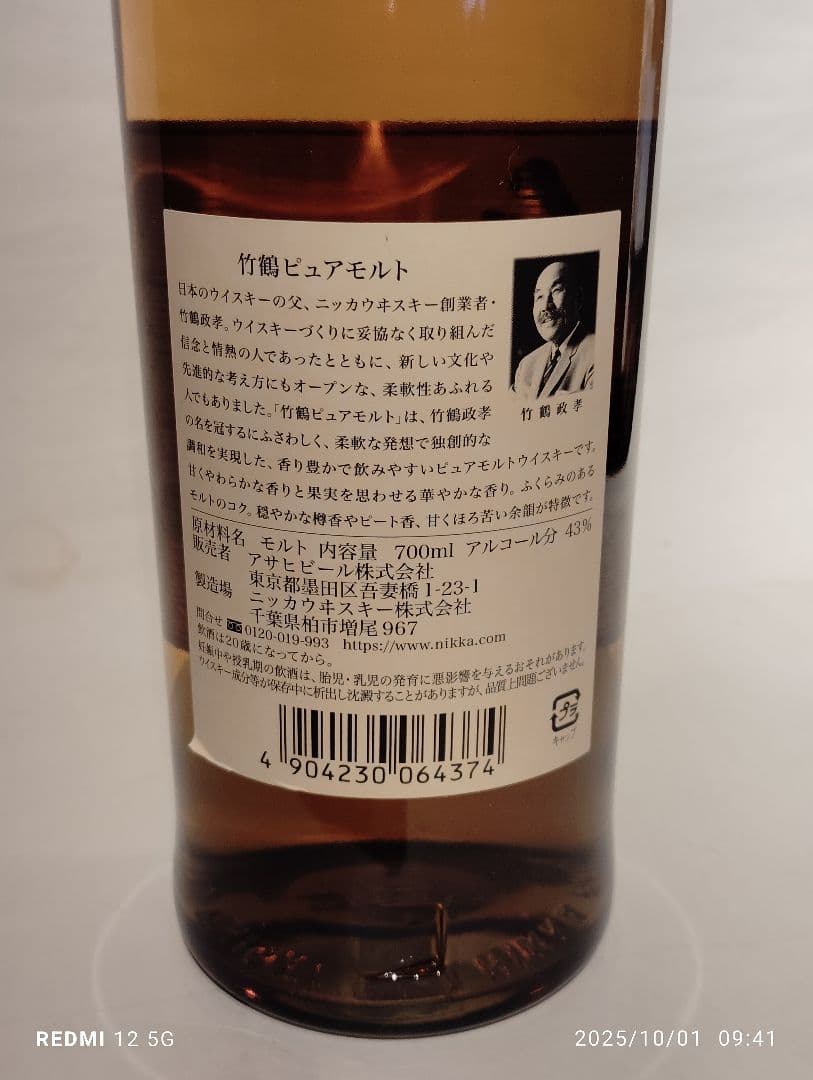 竹鶴ピュアモルト
日本のウイスキーの父、ニッカウヰスキー創業者・
竹鶴政孝。ウイスキーづくりに妥協なく取り組んだ
信念と情熱の人であったとともに、新しい文化や
先進的な考え方にもオープンな、柔軟性あふれる
人でもありました。「竹鶴ピュアモルト」は、竹鶴政孝
の名を冠するにふさわしく、柔軟な発想で独創的な
調和を実現した、香り豊かで飲みやすいピュアモルトウイスキーです。
甘くやわらかな香りと果実を思わせる華やかな香り。ふくらみのある
モルトのコク。穏やかな樽香やピート香、甘くほろ苦い余韻が特徴です。
竹鶴政孝
原材料名 モルト 内容量 700ml アルコール分 43%
販売者 アサヒビール株式会社
東京都墨田区吾妻橋1-23-1
製造場 ニッカウヰスキー株式会社
千葉県柏市増尾967
問合せ 0120-019-993 https://www.nikka.com
飲酒は20歳になってから。
妊娠中や授乳期の飲酒は、胎児・乳児の発育に悪影響を与えるおそれがあります。
ウイスキー成分等が保存中に析出し沈澱することがありますが、品質上問題ございません。
プラ
キャップ
4 904230 064374
REDMI 12 5G
2025/10/01 09:41